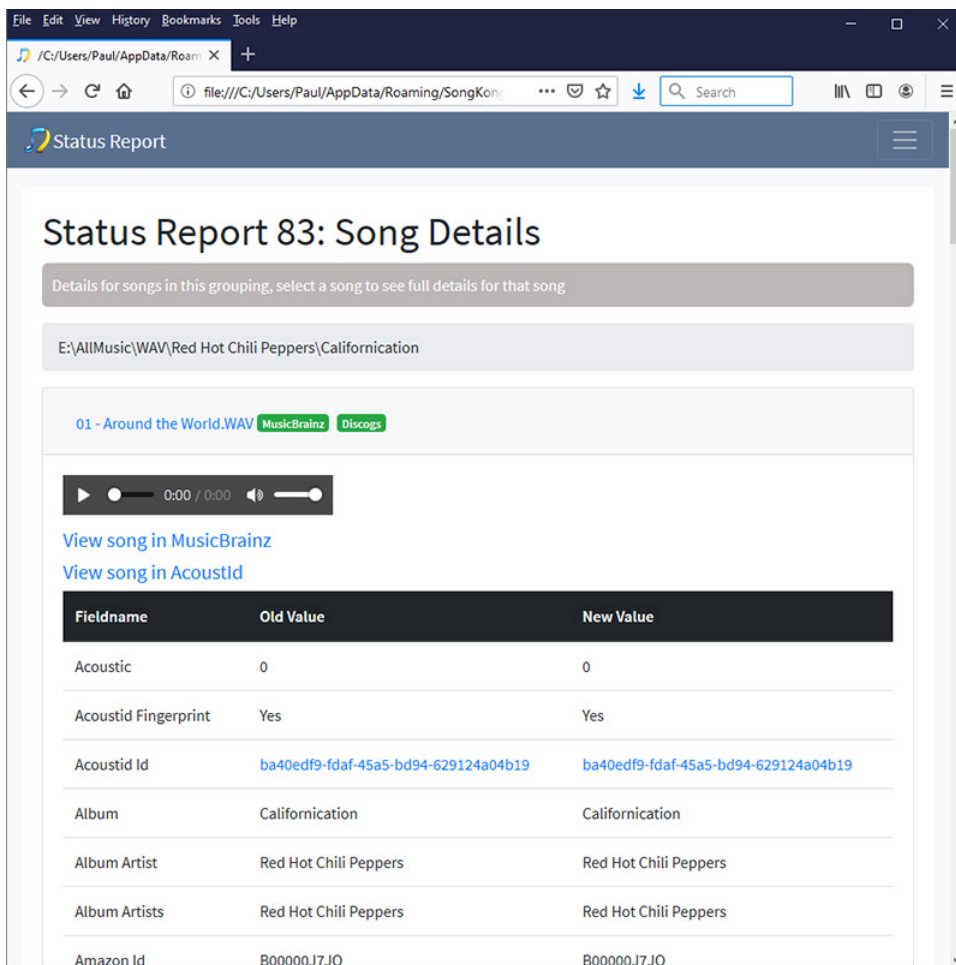 File Edit View History Bookmarks Tools Help
/C:/Users/Paul/AppData/Roam
file:///C:/Users/Paul/AppData/Roaming/SongKong Search
Status Report
Status Report 83: Song Details
Details for songs in this grouping, select a song to see full details for that song
E:\AllMusic\WAV\Red Hot Chili Peppers\Californication
01 - Around the World.WAV MusicBrainz Discogs
0:00 / 0:00
View song in MusicBrainz
View song in AcoustId
Fieldname Old Value New Value
Acoustic 0 0
Acoustid Fingerprint Yes Yes
Acoustid Id ba40edf9-fdaf-45a5-bd94-629124a04b19 ba40edf9-fdaf-45a5-bd94-629124a04b19
Album Californication Californication
Album Artist Red Hot Chili Peppers Red Hot Chili Peppers
Album Artists Red Hot Chili Peppers Red Hot Chili Peppers
Amazon Id B00000J7JO B00000J7JO